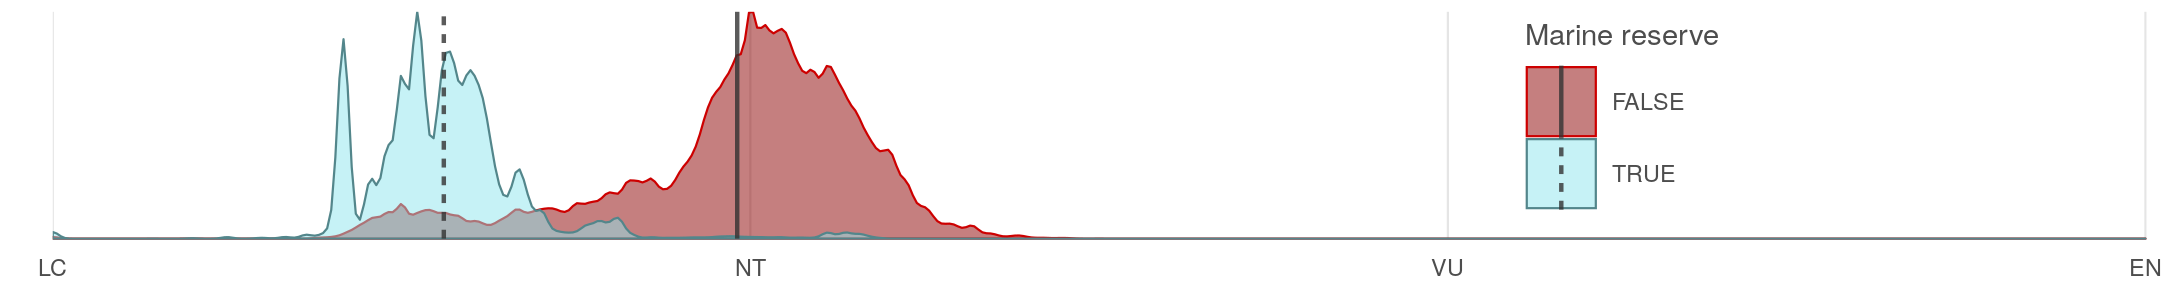 Marine reserve
FALSE
TRUE
LC NT VU EN